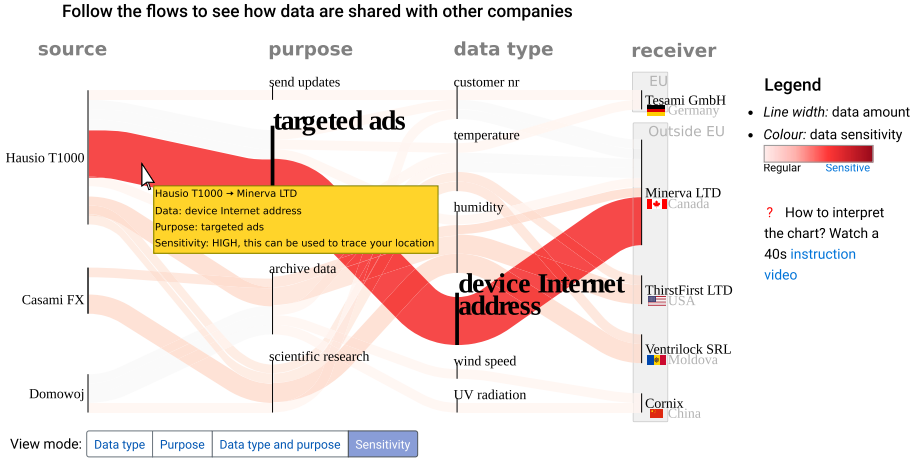 Follow the flows to see how data are shared with other companies
source
purpose
data type
receiver
send updates
customer nr
EU
Tesami GmbH
Germany
targeted ads
temperature
Outside EU
Hausio T1000
Hausio T1000 → Minerva LTD
Data: device Internet address
Purpose: targeted ads
Sensitivity: HIGH, this can be used to trace your location
humidity
Minerva LTD
Canada
archive data
device Internet
address
ThirstFirst LTD
USA
Casami FX
scientific research
wind speed
Ventrilock SRL
Moldova
Domowoj
UV radiation
Cornix
China
Legend
Line width: data amount
Colour: data sensitivity
Regular
Sensitive
? How to interpret
the chart? Watch a
40s instruction
video
View mode:
Data type
Purpose
Data type and purpose
Sensitivity